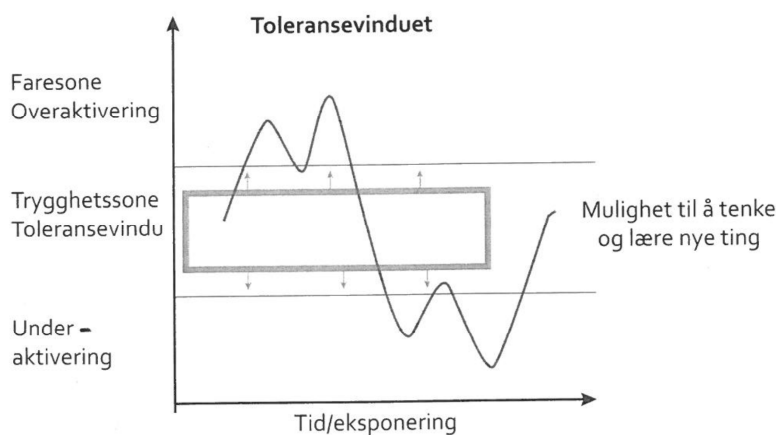 Toleransevinduet
Faresone
Overaktivering
Trygghetssone
Toleransevindu
Mulighet til å tenke
og lære nye ting
Under -
aktivering
Tid/eksponering